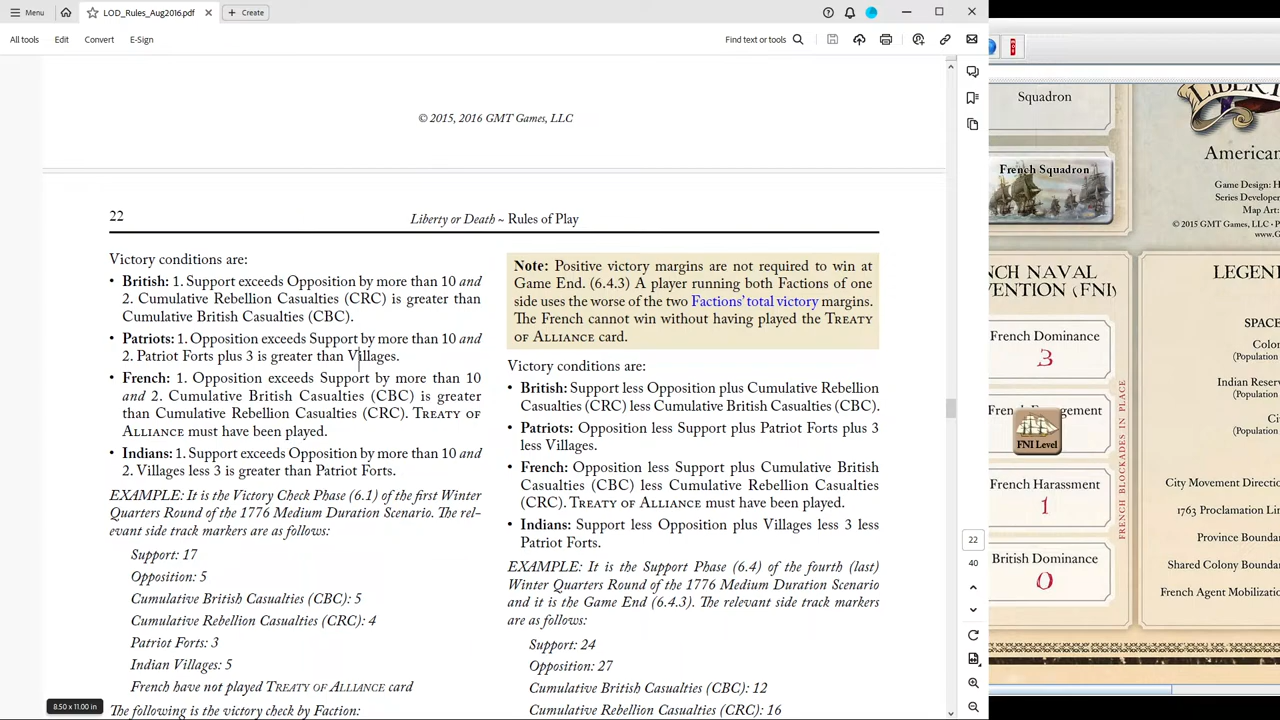 Menu
LOD_Rules_Aug2016.pdf
Create
All tools
Edit
Convert
E-Sign
Find text or tools
© 2015, 2016 GMT Games, LLC
22
Liberty or Death ~ Rules of Play
Victory conditions are:
• British: 1. Support exceeds Opposition by more than 10 and
2. Cumulative Rebellion Casualties (CRC) is greater than
Cumulative British Casualties (CBC).
• Patriots: 1. Opposition exceeds Support by more than 10 and
2. Patriot Forts plus 3 is greater than Villages.
• French: 1. Opposition exceeds Support by more than 10
and 2. Cumulative British Casualties (CBC) is greater
than Cumulative Rebellion Casualties (CRC). TREATY OF
ALLIANCE must have been played.
• Indians: 1. Support exceeds Opposition by more than 10 and
2. Villages less 3 is greater than Patriot Forts.
EXAMPLE: It is the Victory Check Phase (6.1) of the first Winter
Quarters Round of the 1776 Medium Duration Scenario. The rel-
evant side track markers are as follows:
Support: 17
Opposition: 5
Cumulative British Casualties (CBC): 5
Cumulative Rebellion Casualties (CRC): 4
Patriot Forts: 3
Indian Villages: 5
French have not played TREATY OF ALLIANCE card
The following is the victory check by Faction:
Note: Positive victory margins are not required to win at
Game End. (6.4.3) A player running both Factions of one
side uses the worse of the two Factions' total victory margins.
The French cannot win without having played the TREATY
OF ALLIANCE card.
Victory conditions are:
• British: Support less Opposition plus Cumulative Rebellion
Casualties (CRC) less Cumulative British Casualties (CBC).
• Patriots: Opposition less Support plus Patriot Forts plus 3
less Villages.
• French: Opposition less Support plus Cumulative British
Casualties (CBC) less Cumulative Rebellion Casualties
(CRC). TREATY OF ALLIANCE must have been played.
• Indians: Support less Opposition plus Villages less 3 less
Patriot Forts.
EXAMPLE: It is the Support Phase (6.4) of the fourth (last)
Winter Quarters Round of the 1776 Medium Duration Scenario
and it is the Game End (6.4.3). The relevant side track markers
are as follows:
Support: 24
Opposition: 27
Cumulative British Casualties (CBC): 12
Cumulative Rebellion Casualties (CRC): 16
22
40
8.50 x 11.00 in
Squadron
French Squadron
NCH NAVAL
VENTION (FNI)
French Dominance
3
FNI Level
French Harassment
1
British Dominance
0
FRENCH BLOCKADES IN PLACE
LIBERT
American
Game Design: H
Series Developer
Map Art:
© 2015 GMT Games, LLC • P
www.G
LEGEN
SPACE
Colon
(Population
Indian Reserv
(Population
City
(Population
City Movement Directio
1763 Proclamation Lin
Province Boundar
Shared Colony Boundar
French Agent Mobilizatio